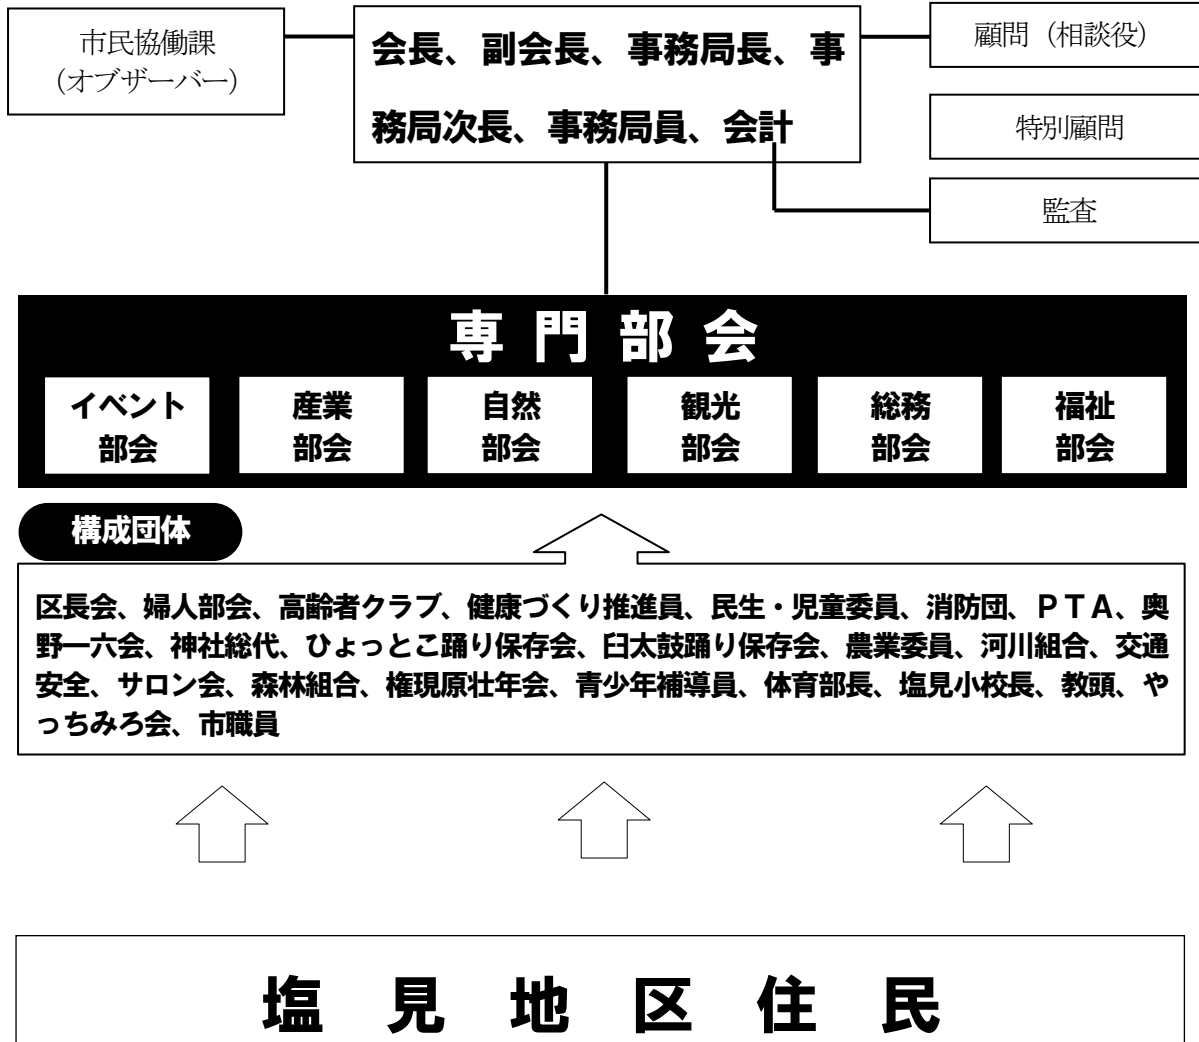 市民協働課
(オブザーバー)
会長、副会長、事務局長、事
務局次長、事務局員、会計
顧問（相談役）
特別顧問
監査
専門部会
イベント
部会
産業
部会
自然
部会
観光
部会
総務
部会
福祉
部会
構成団体
区長会、婦人部会、高齢者クラブ、健康づくり推進員、民生・児童委員、消防団、ＰＴＡ、奥
野一六会、神社総代、ひょっとこ踊り保存会、臼太鼓踊り保存会、農業委員、河川組合、交通
安全、サロン会、森林組合、権現原壮年会、青少年補導員、体育部長、塩見小校長、教頭、や
っちみろ会、市職員
塩見地区住民